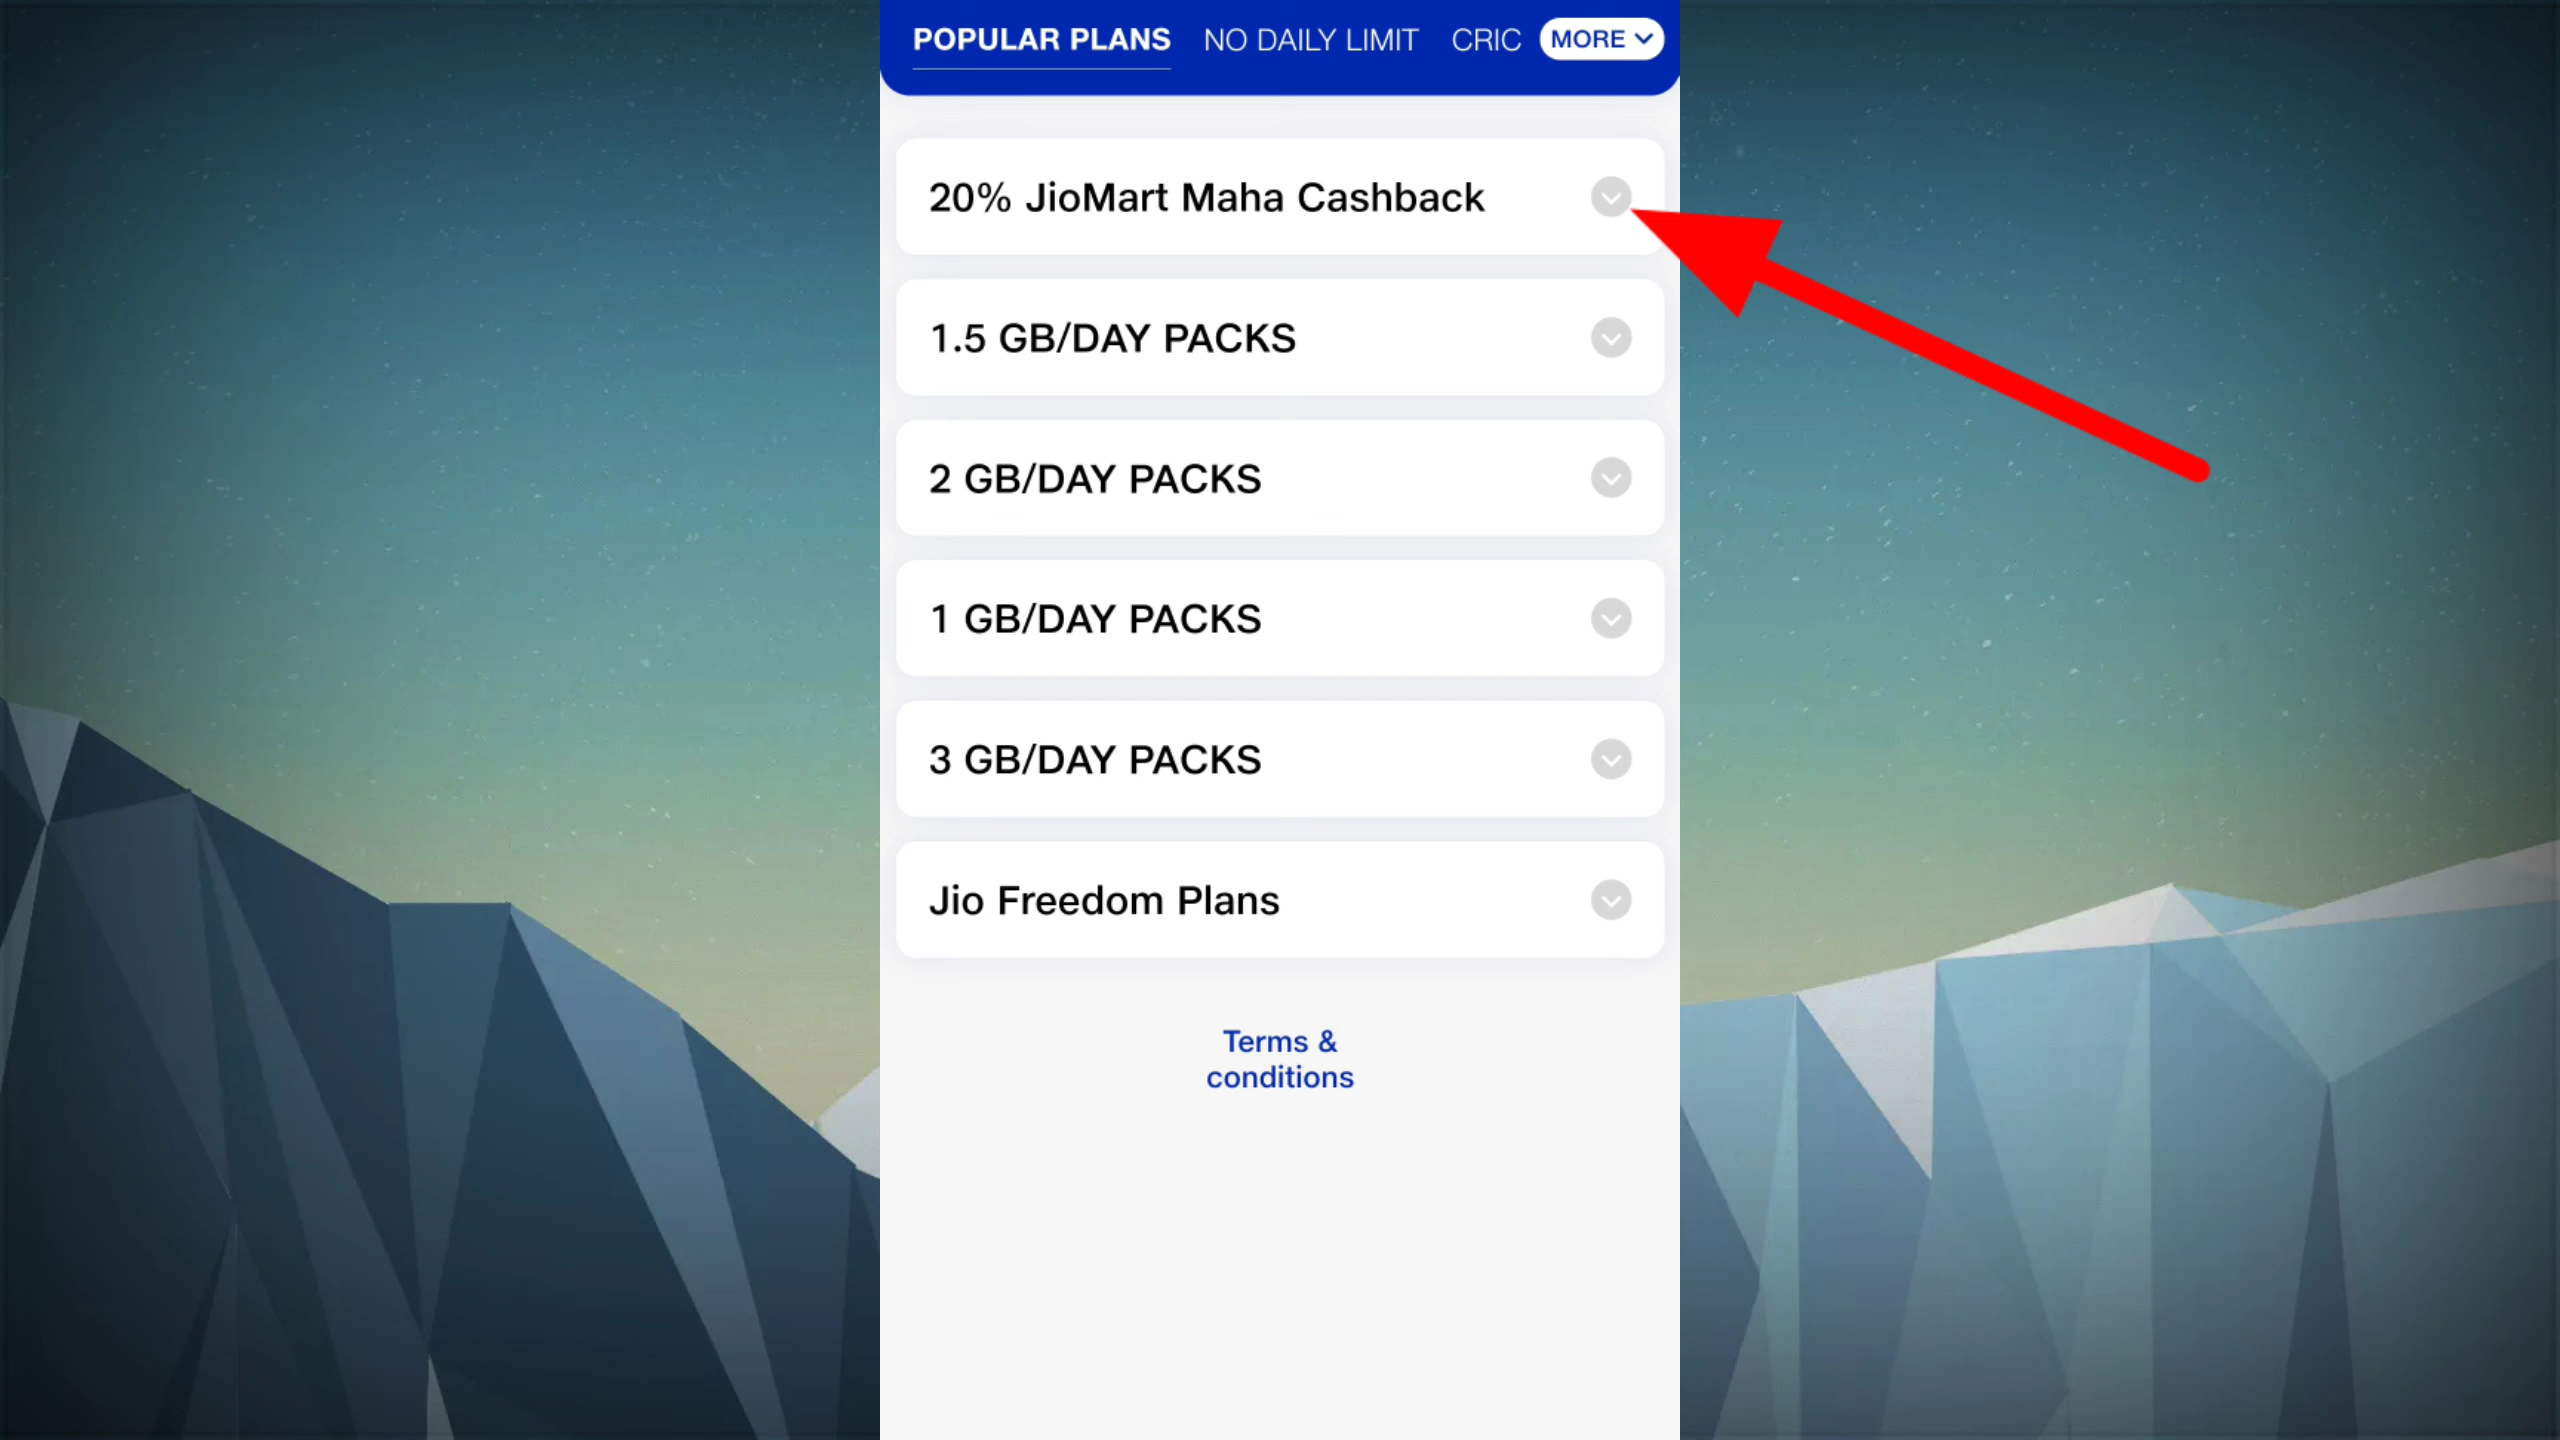 POPULAR PLANS NO DAILY LIMIT CRIC MORE
20% JioMart Maha Cashback
1.5 GB/DAY PACKS
2 GB/DAY PACKS
1 GB/DAY PACKS
3 GB/DAY PACKS
Jio Freedom Plans
Terms &
conditions